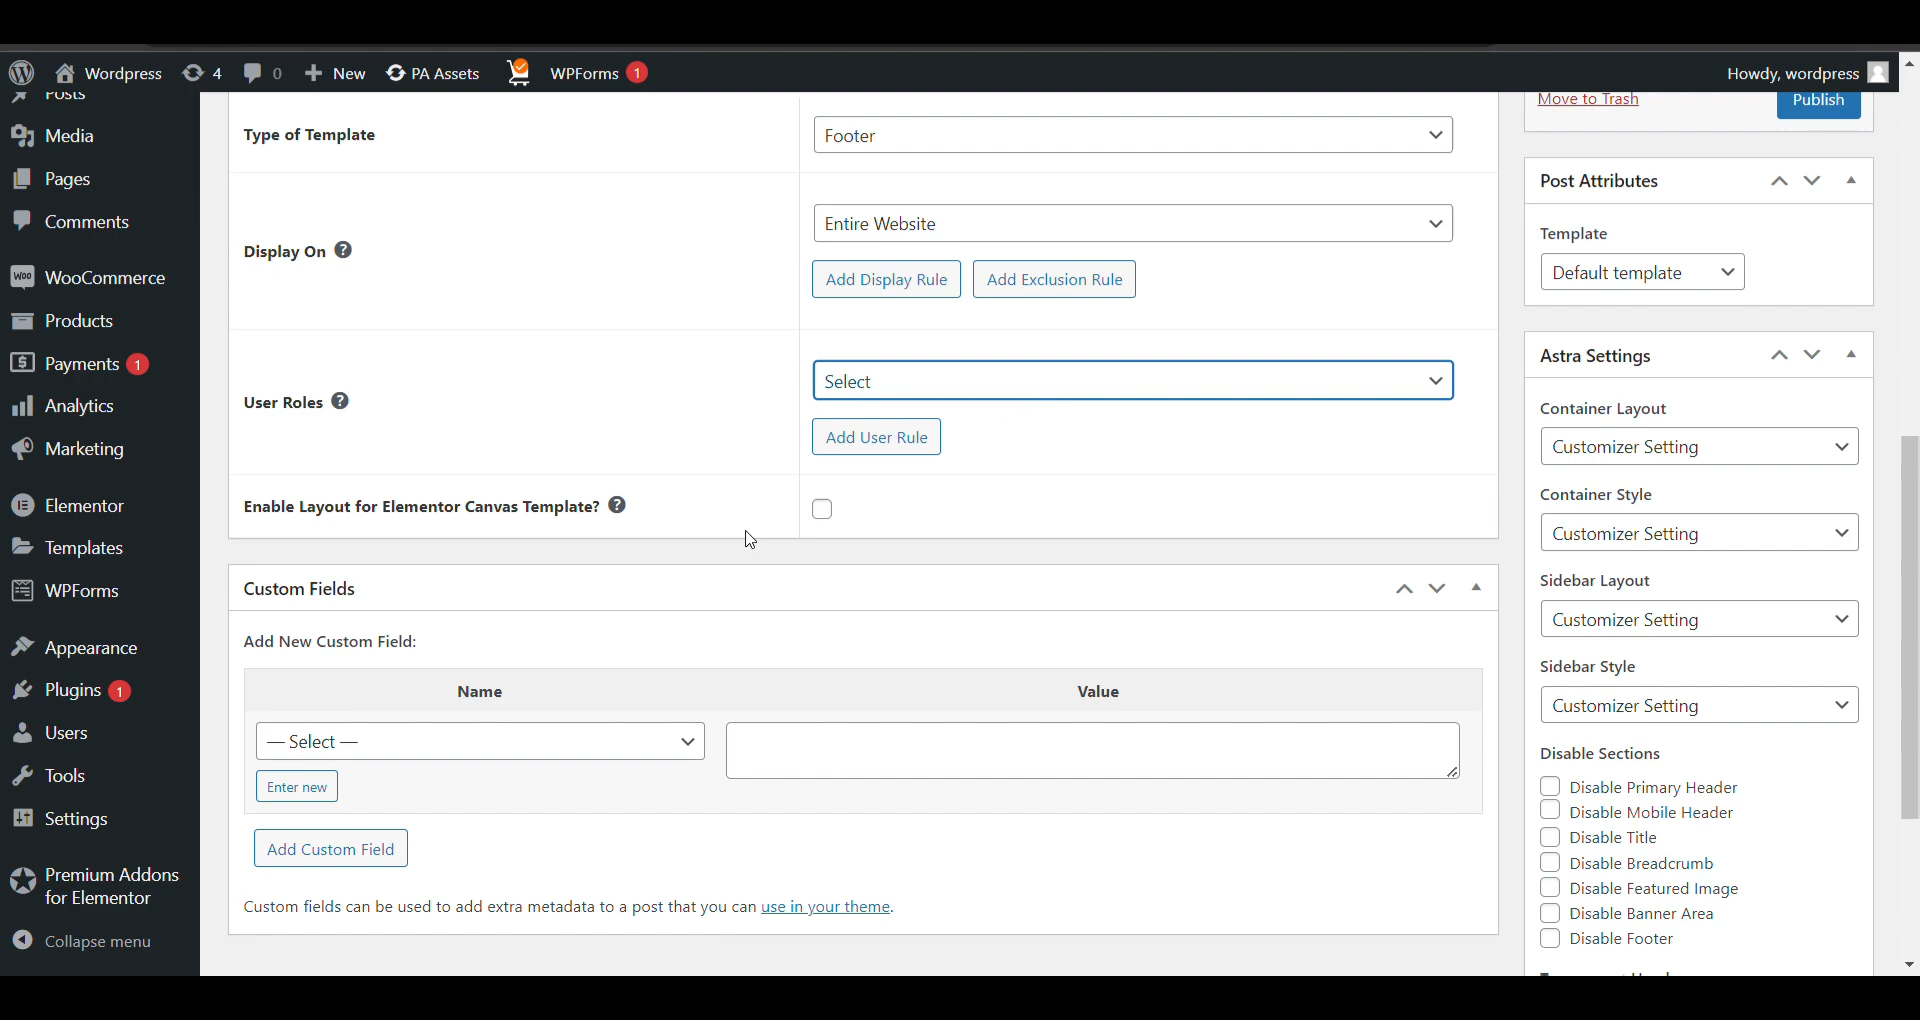 Wordpress
4
0
New
PA Assets
WPForms 1
Howdy, wordpress
Posts
Media
Pages
Comments
WooCommerce
Products
Payments 1
Analytics
Marketing
Elementor
Templates
WPForms
Appearance
Plugins 1
Users
Tools
Settings
Premium Addons
for Elementor
Collapse menu
Type of Template
Footer
Display On ?
Entire Website
Add Display Rule
Add Exclusion Rule
User Roles ?
Select
Add User Rule
Enable Layout for Elementor Canvas Template? ?
Custom Fields
Add New Custom Field:
Name
Value
— Select —
Enter new
Add Custom Field
Custom fields can be used to add extra metadata to a post that you can use in your theme.
Move to Trash
Publish
Post Attributes
Template
Default template
Astra Settings
Container Layout
Customizer Setting
Container Style
Customizer Setting
Sidebar Layout
Customizer Setting
Sidebar Style
Customizer Setting
Disable Sections
Disable Primary Header
Disable Mobile Header
Disable Title
Disable Breadcrumb
Disable Featured Image
Disable Banner Area
Disable Footer